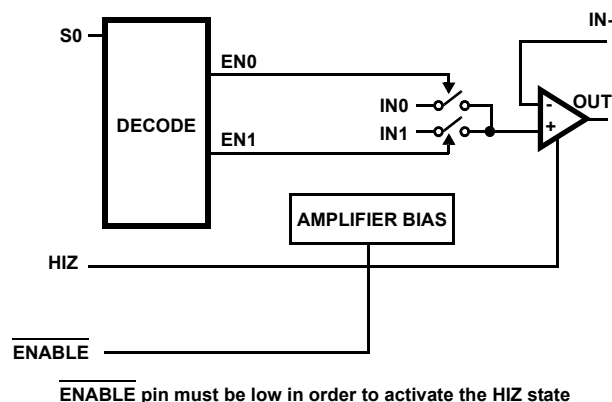 S0
IN-
EN0
OUT
IN0
-
DECODE
IN1
+
EN1
AMPLIFIER BIAS
HIZ
ENABLE
ENABLE pin must be low in order to activate the HIZ state